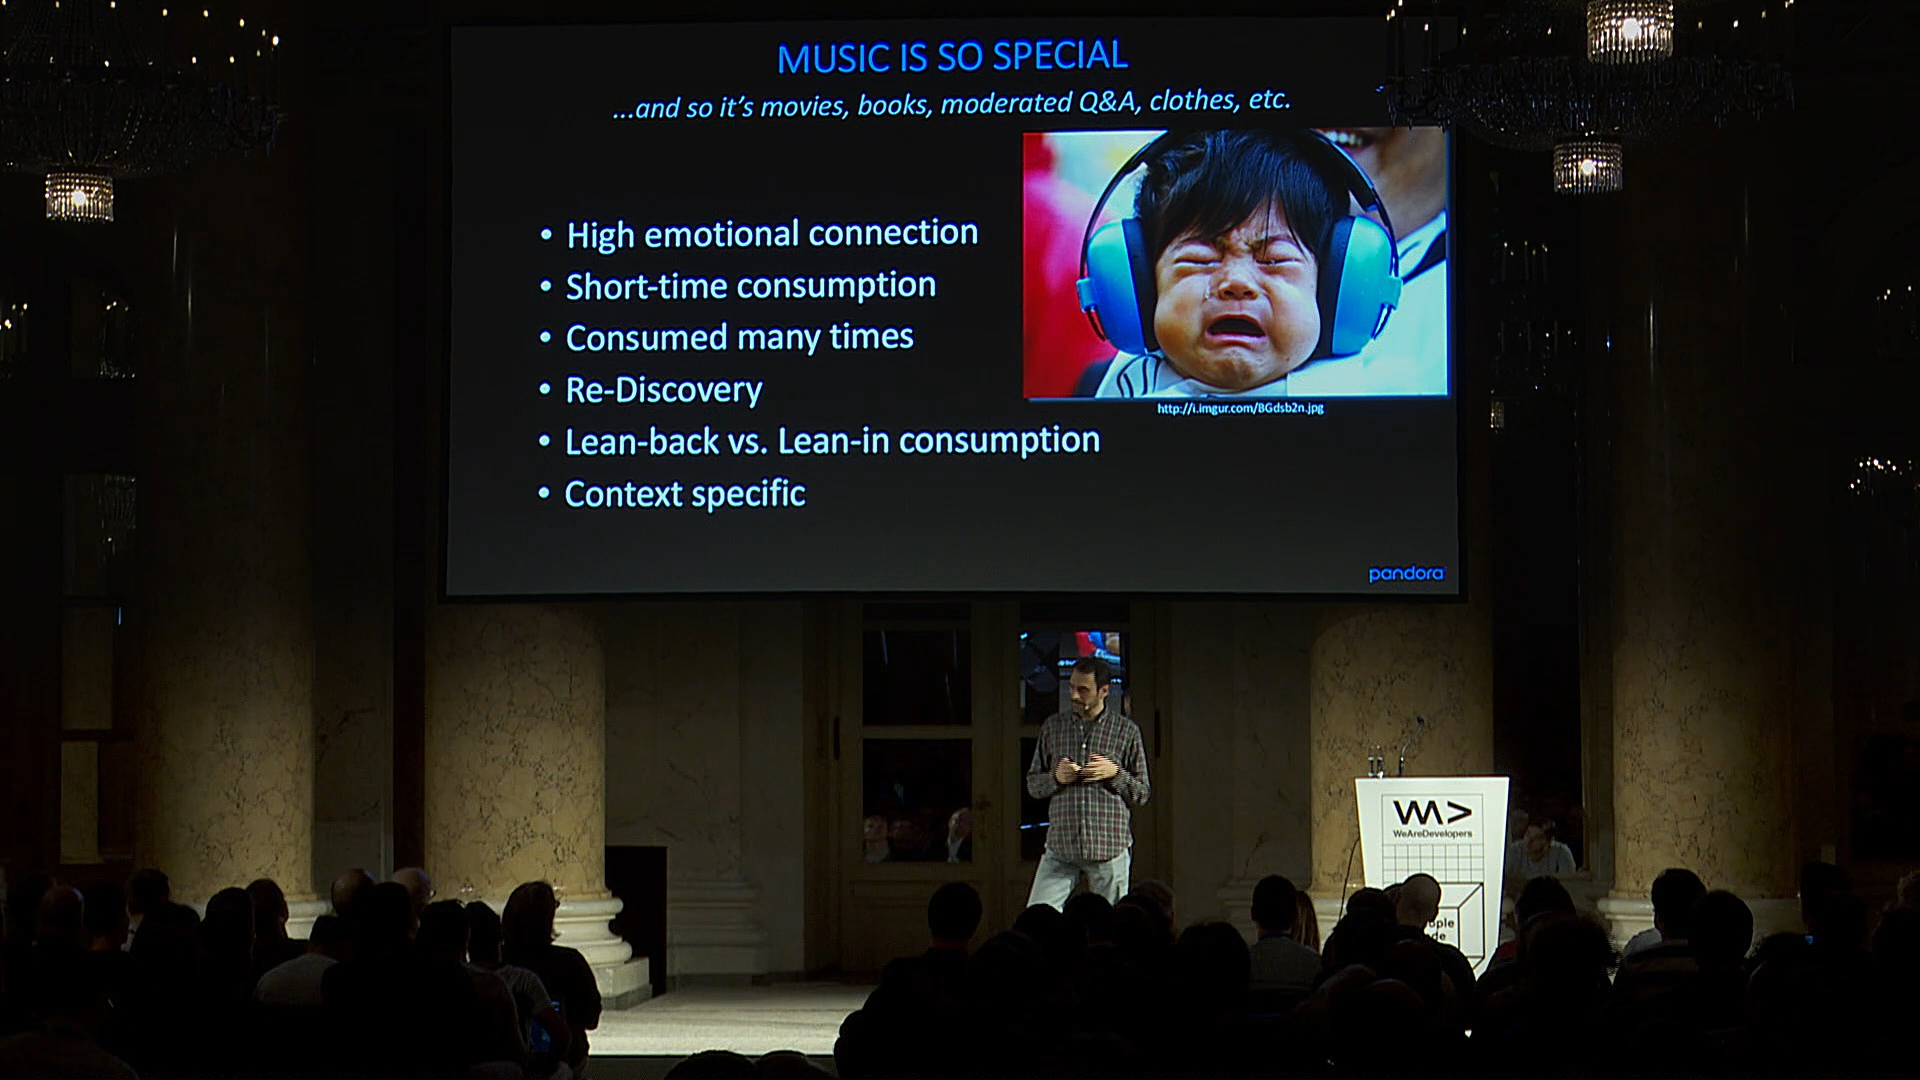 MUSIC IS SO SPECIAL
...and so it's movies, books, moderated Q&A, clothes, etc.
• High emotional connection
• Short-time consumption
• Consumed many times
• Re-Discovery
• Lean-back vs. Lean-in consumption
• Context specific
http://i.imgur.com/BGdsb2n.jpg
pandora
WeAreDevelopers